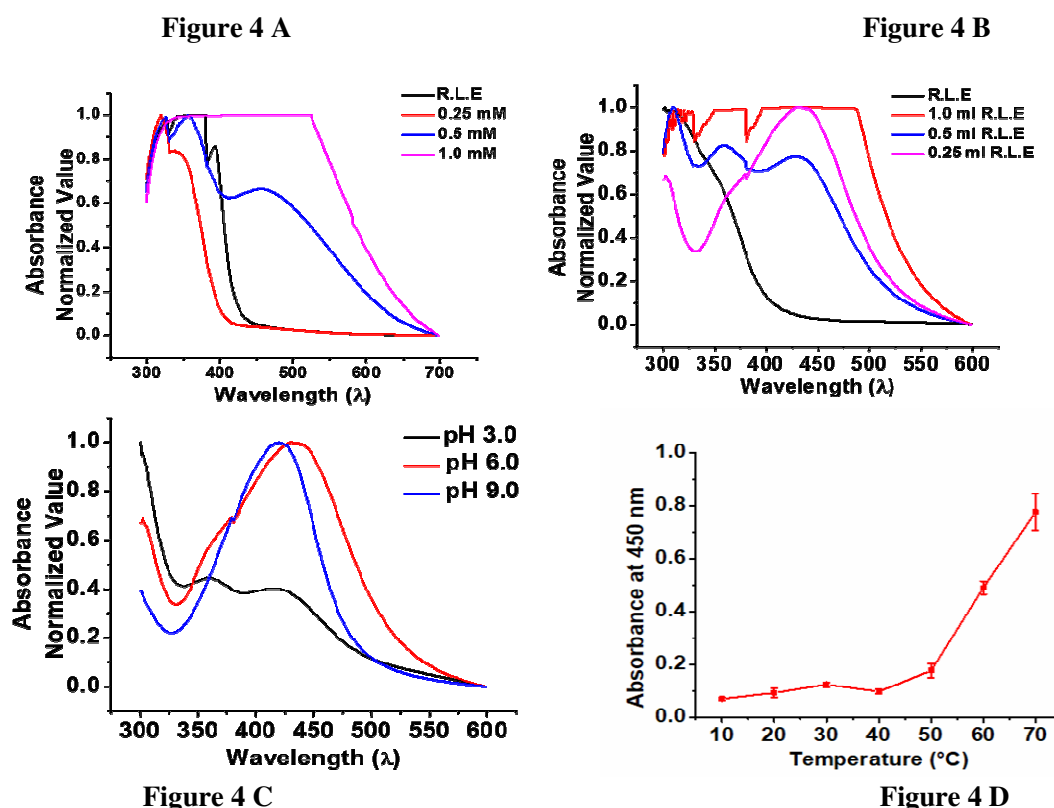 Figure 4 A
Figure 4 B
Absorbance
Normalized Value
1.0
0.8
0.6
0.4
0.2
0.0
300 400 500 600 700
Wavelength (λ)
R.L.E
0.25 mM
0.5 mM
1.0 mM
Absorbance
Normalized Value
1.0
0.8
0.6
0.4
0.2
0.0
300 350 400 450 500 550 600
Wavelength (λ)
R.L.E
1.0 ml R.L.E
0.5 ml R.L.E
0.25 ml R.L.E
Absorbance
Normalized Value
1.0
0.8
0.6
0.4
0.2
0.0
300 350 400 450 500 550 600
Wavelength (λ)
pH 3.0
pH 6.0
pH 9.0
Absorbance at 450 nm
1.0
0.8
0.6
0.4
0.2
0.0
10 20 30 40 50 60 70
Temperature (ºC)
Figure 4 C
Figure 4 D